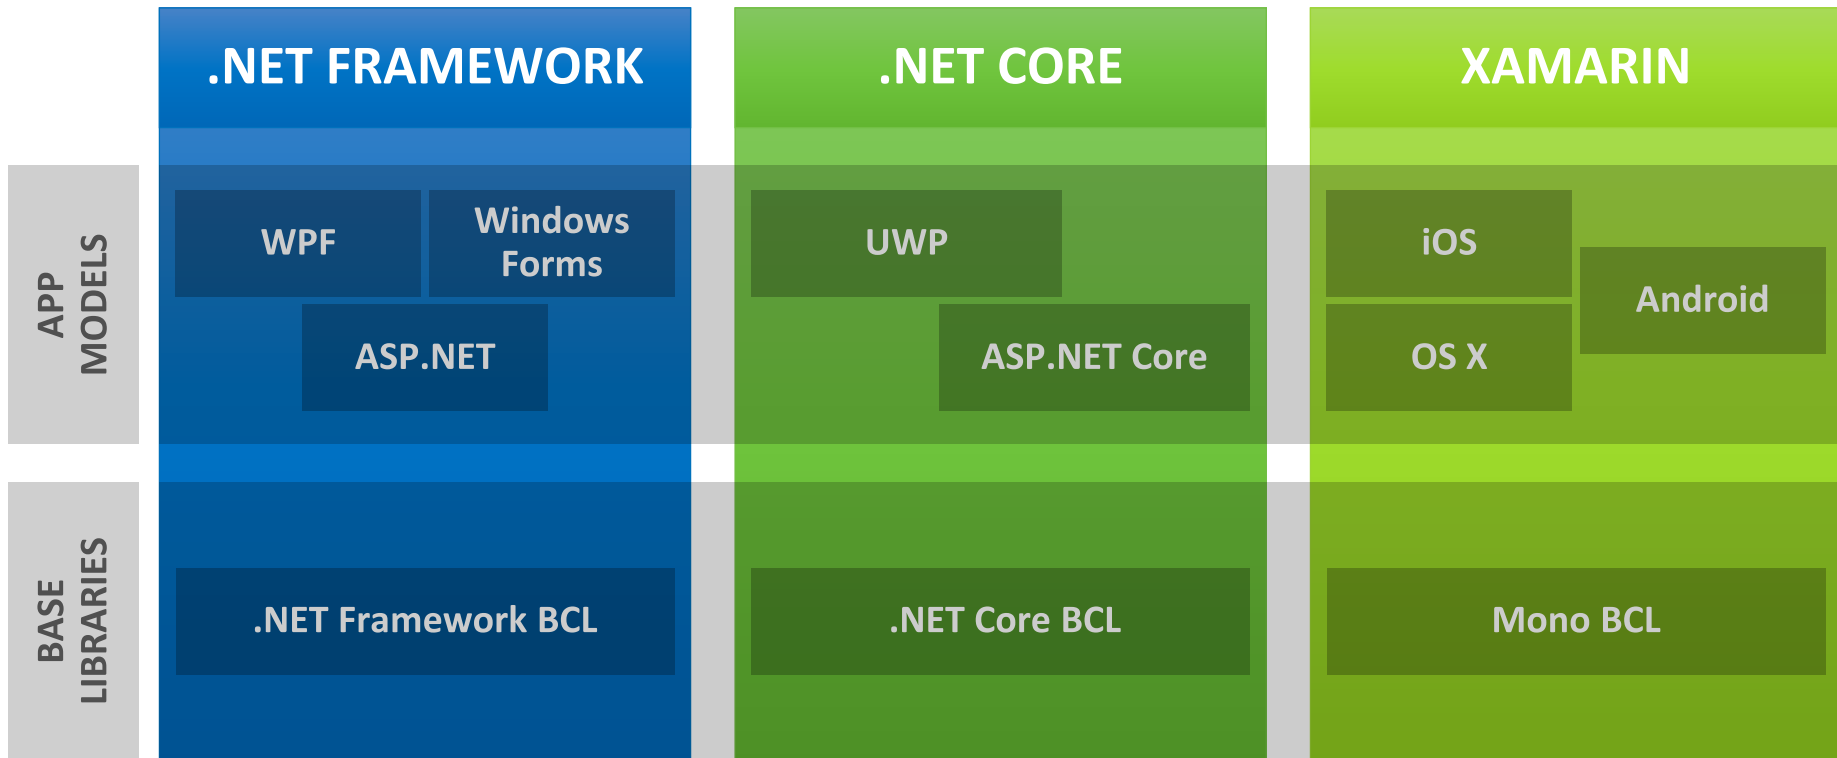 .NET FRAMEWORK
.NET CORE
XAMARIN
APP
MODELS
WPF
Windows
Forms
ASP.NET
UWP
ASP.NET Core
iOS
Android
OS X
BASE
LIBRARIES
.NET Framework BCL
.NET Core BCL
Mono BCL